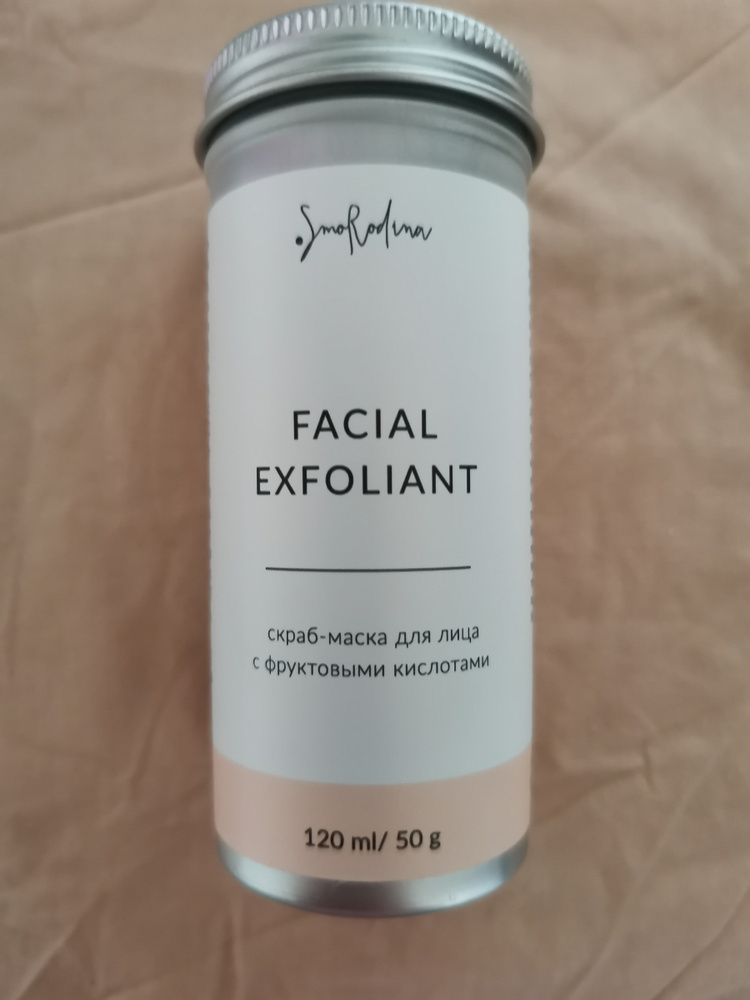 SmoRodina
FACIAL
EXFOLIANT
скраб-маска для лица
с фруктовыми кислотами
120 ml/ 50 g